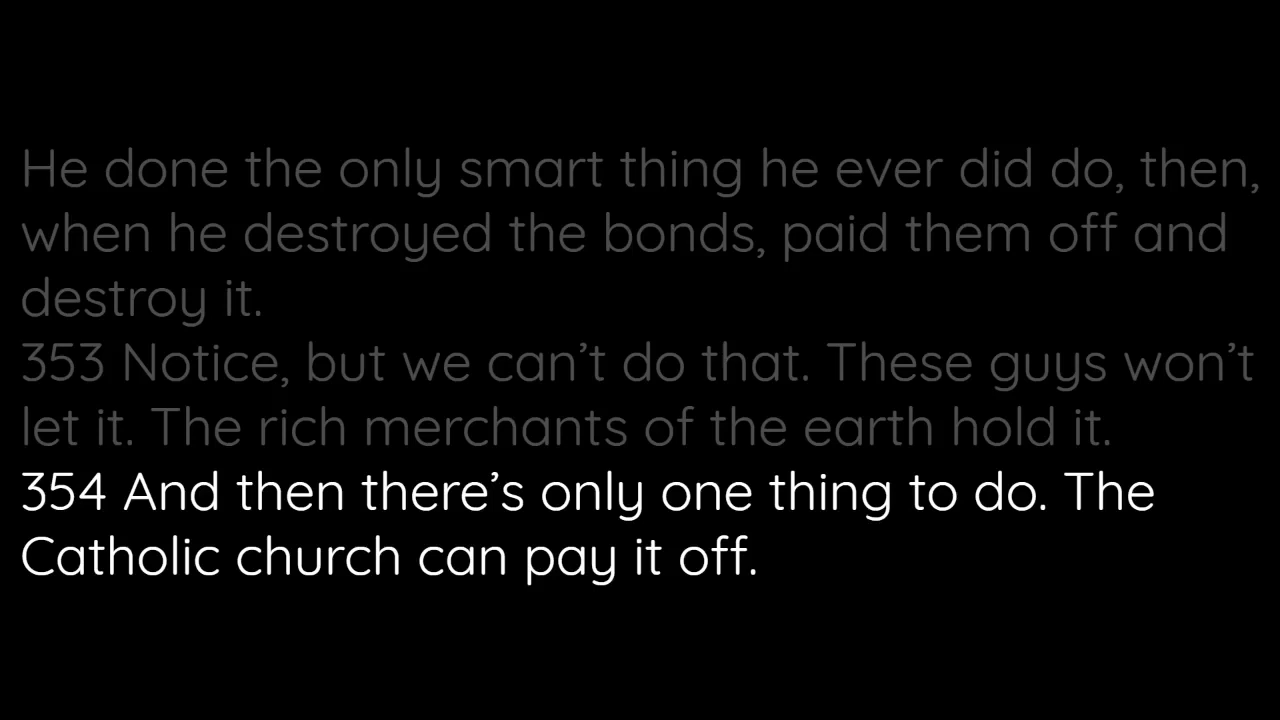 He done the only smart thing he ever did do, then,
when he destroyed the bonds, paid them off and
destroy it.
353 Notice, but we can’t do that. These guys won’t
let it. The rich merchants of the earth hold it.
354 And then there’s only one thing to do. The
Catholic church can pay it off.